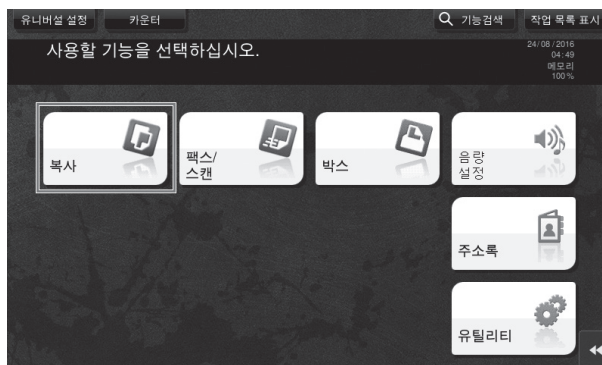 유니버설 설정
카운터
기능검색
작업 목록 표시
사용할 기능을 선택하십시오.
24/08/2016
04:49
메모리
100%
복사
팩스/
스캔
박스
음량
설정
주소록
유틸리티